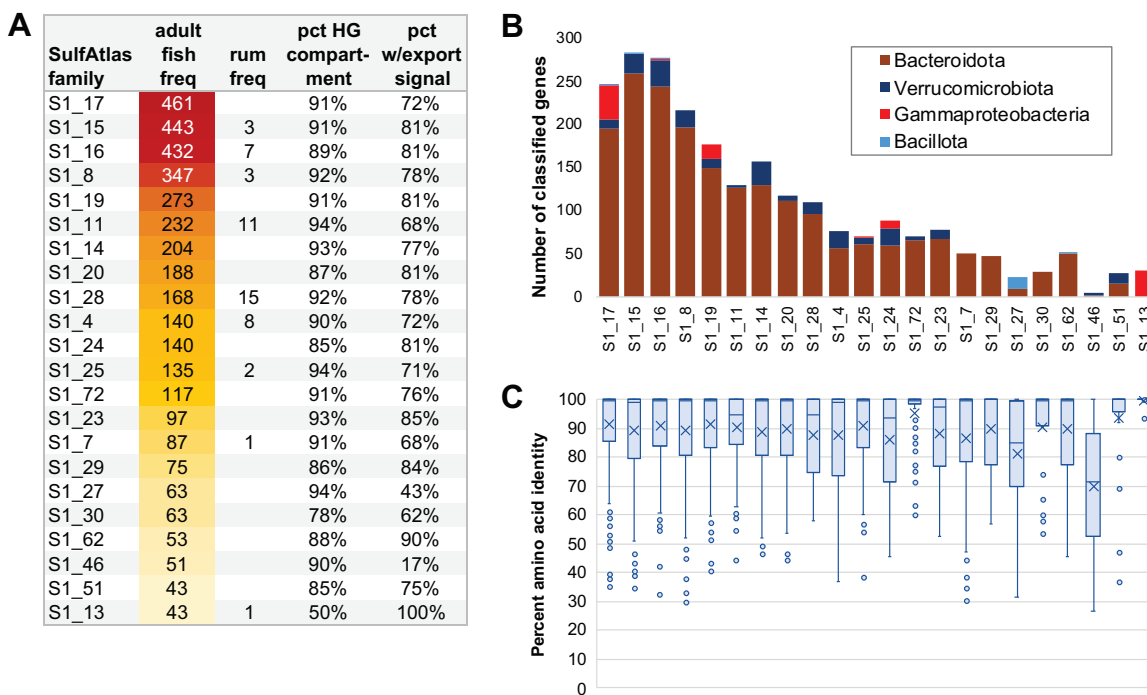 A
SulfAtlas family adult fish freq rum freq pct HG compart- ment pct w/export signal
S1_17 461 91% 72%
S1_15 443 3 91% 81%
S1_16 432 7 89% 81%
S1_8 347 3 92% 78%
S1_19 273 91% 81%
S1_11 232 11 94% 68%
S1_14 204 93% 77%
S1_20 188 87% 81%
S1_28 168 15 92% 78%
S1_4 140 8 90% 72%
S1_24 140 85% 81%
S1_25 135 2 94% 71%
S1_72 117 91% 76%
S1_23 97 93% 85%
S1_7 87 1 91% 68%
S1_29 75 86% 84%
S1_27 63 94% 43%
S1_30 63 78% 62%
S1_62 53 88% 90%
S1_46 51 90% 17%
S1_51 43 85% 75%
S1_13 43 1 50% 100%
B
Number of classified genes
300
250
200
150
100
50
0
Bacteroidota
Verrucomicrobiota
Gammaproteobacteria
Bacillota
S1_17
S1_15
S1_16
S1_8
S1_19
S1_11
S1_14
S1_20
S1_28
S1_4
S1_25
S1_24
S1_72
S1_23
S1_7
S1_29
S1_27
S1_30
S1_62
S1_46
S1_51
S1_13
C
Percent amino acid identity
100
90
80
70
60
50
40
30
20
10
0